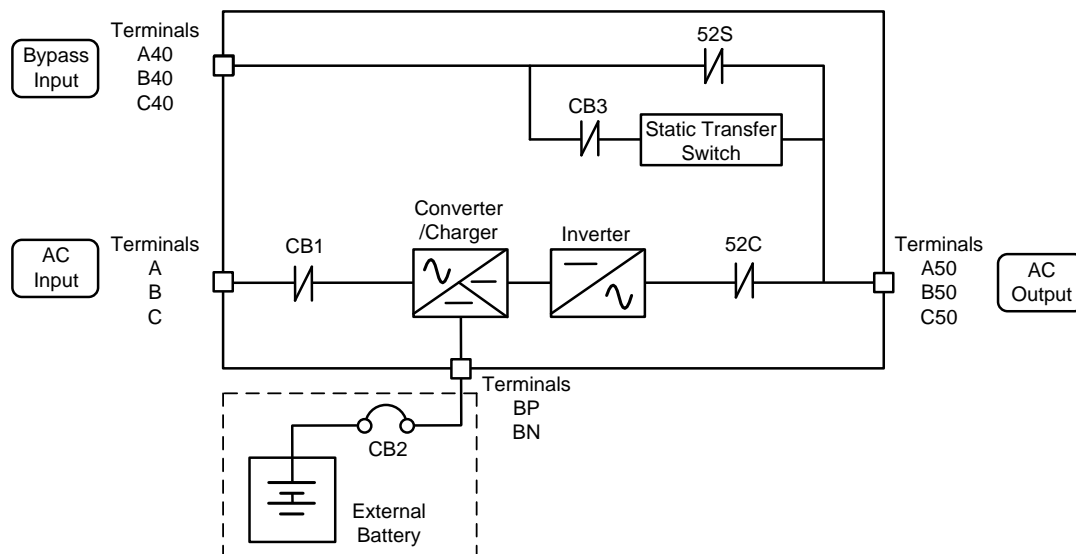 Bypass
Input
Terminals
A40
B40
C40
52S
CB3
Static Transfer
Switch
AC
Input
Terminals
A
B
C
CB1
Converter
/Charger
Inverter
52C
Terminals
A50
B50
C50
AC
Output
Terminals
BP
BN
CB2
External
Battery